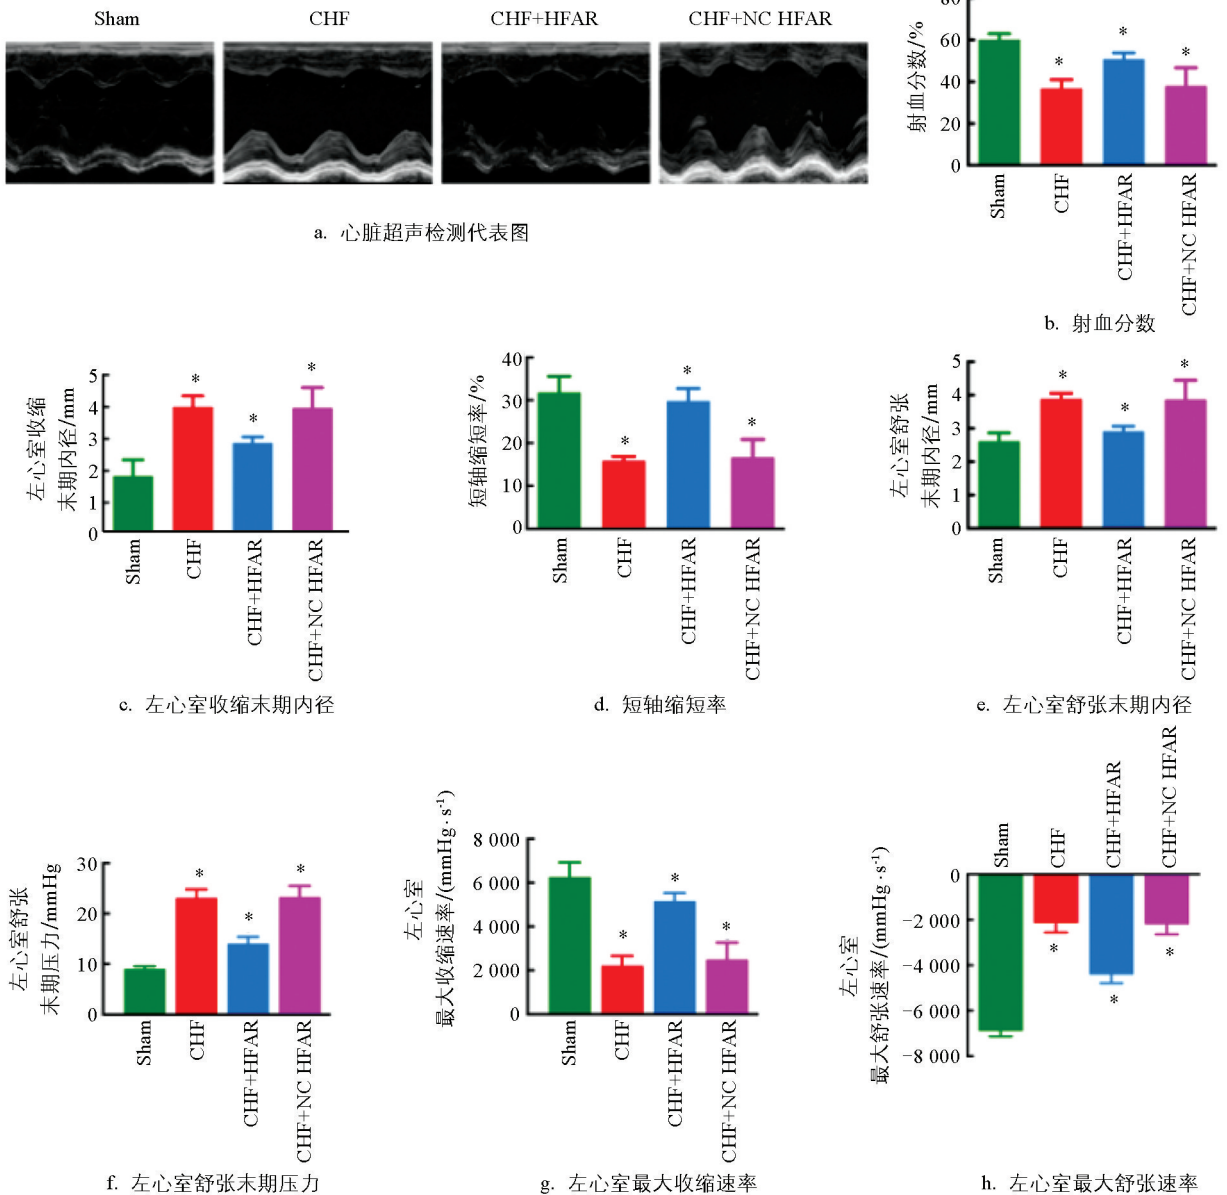 Sham
CHF
CHF+HFAR
CHF+NC HFAR
a. 心脏超声检测代表图
80
60
40
20
0
射血分数/%
*
*
*
Sham
CHF
CHF+HFAR
CHF+NC HFAR
b. 射血分数
5
4
3
2
1
0
左心室收缩
末期内径/mm
*
*
*
Sham
CHF
CHF+HFAR
CHF+NC HFAR
c. 左心室收缩末期内径
40
30
20
10
0
短轴缩短率/%
*
*
*
Sham
CHF
CHF+HFAR
CHF+NC HFAR
d. 短轴缩短率
5
4
3
2
1
0
左心室舒张
末期内径/mm
*
*
*
Sham
CHF
CHF+HFAR
CHF+NC HFAR
e. 左心室舒张末期内径
30
20
10
0
左心室舒张
末期压力/mmHg
*
*
*
Sham
CHF
CHF+HFAR
CHF+NC HFAR
f. 左心室舒张末期压力
8 000
6 000
4 000
2 000
0
左心室
最大收缩速率/(mmHg·s⁻¹)
*
*
*
Sham
CHF
CHF+HFAR
CHF+NC HFAR
g. 左心室最大收缩速率
Sham
CHF
CHF+HFAR
CHF+NC HFAR
0
−2 000
−4 000
−6 000
−8 000
左心室
最大舒张速率/(mmHg·s⁻¹)
*
*
*
h. 左心室最大舒张速率